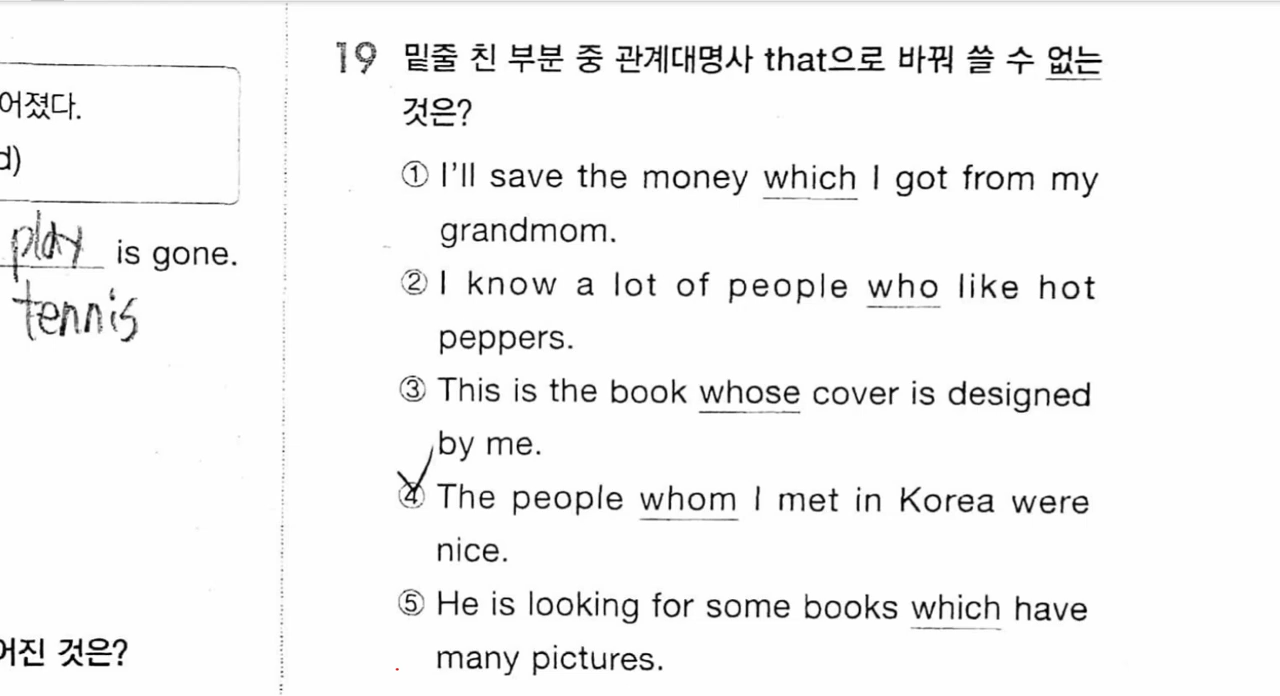 어졌다.
d)
play is gone.
tennis
어진 것은?
19 밑줄 친 부분 중 관계대명사 that으로 바꿔 쓸 수 없는
것은?
① I'll save the money which I got from my
grandmom.
② I know a lot of people who like hot
peppers.
③ This is the book whose cover is designed
by me.
④ The people whom I met in Korea were
nice.
⑤ He is looking for some books which have
many pictures.